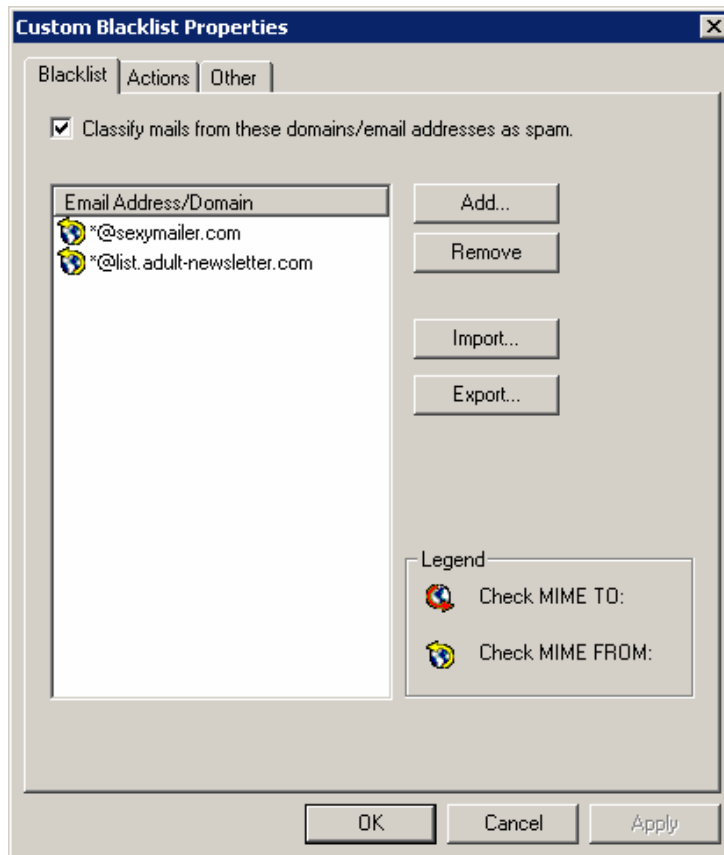 Custom Blacklist Properties
Blacklist Actions Other
Classify mails from these domains/email addresses as spam.
Email Address/Domain
*@sexymailer.com
*@list.adult-newsletter.com
Add...
Remove
Import...
Export...
Legend
Check MIME TO:
Check MIME FROM:
OK Cancel Apply